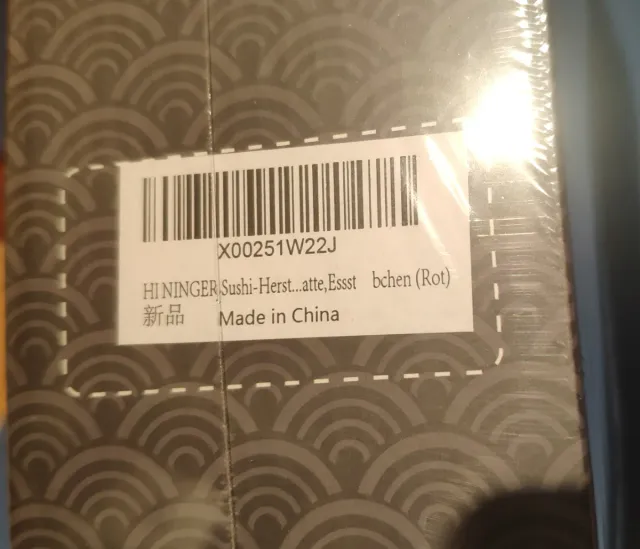 X00251W22J
HI NINGER,Sushi-Herst...atte,Essst bchen (Rot)
新品 Made in China